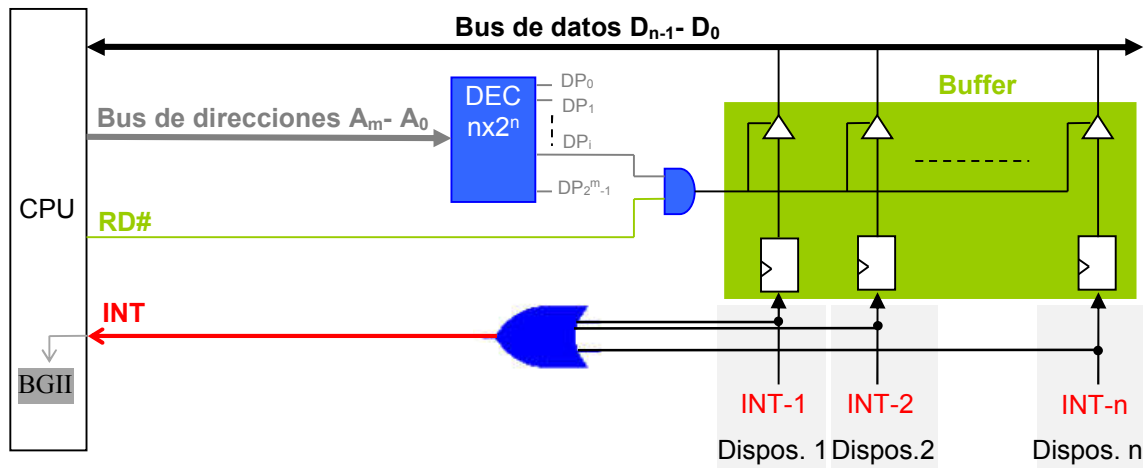 Bus de datos Dn-1- D0
DEC
nx2n
DP0
DP1
DPi
DP2m-1
Buffer
Bus de direcciones Am- A0
CPU
RD#
INT
BGII
INT-1
INT-2
INT-n
Dispos. 1
Dispos.2
Dispos. n